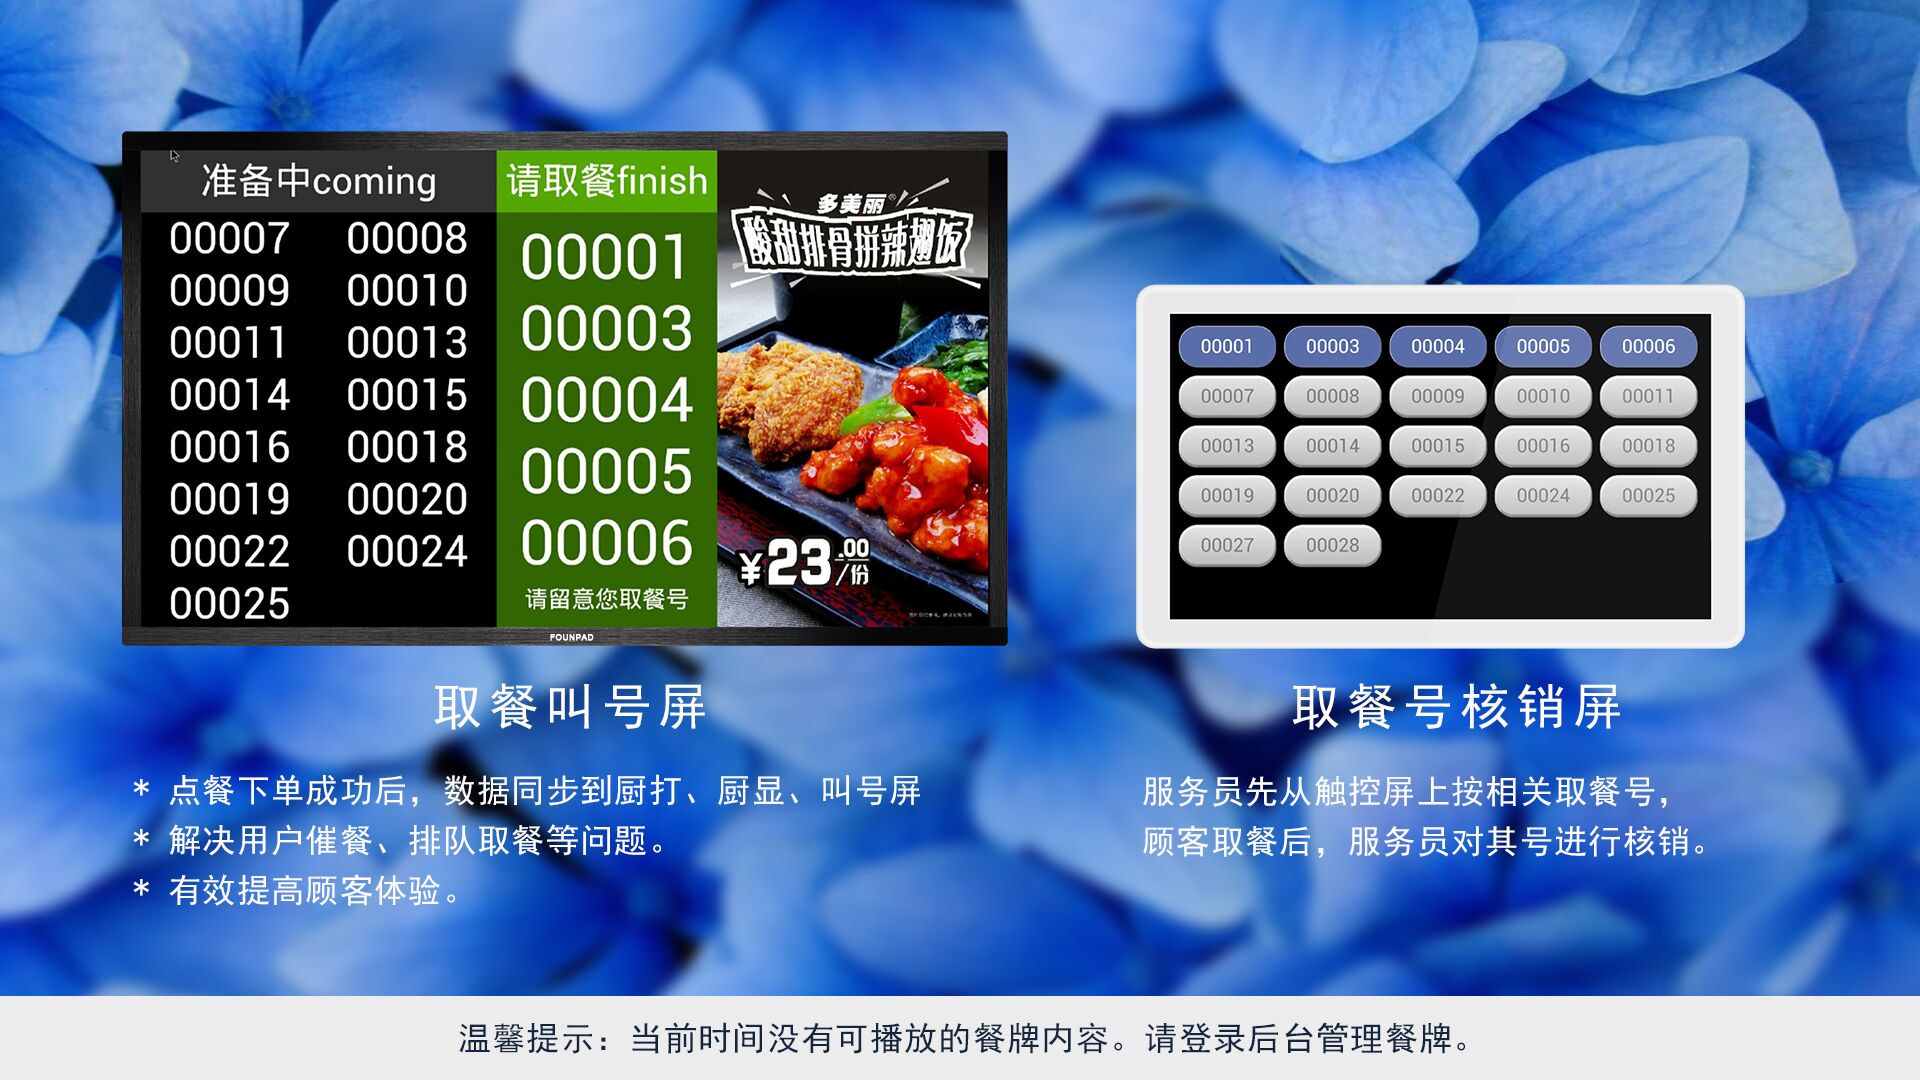 准备中coming
00007 00008
00009 00010
00011 00013
00014 00015
00016 00018
00019 00020
00022 00024
00025
请取餐finish
00001
00003
00004
00005
00006
请留意您取餐号
多美丽®
酸甜排骨拼辣翅饭
¥23.00/份
FOUNPAD
00001 00003 00004 00005 00006
00007 00008 00009 00010 00011
00013 00014 00015 00016 00018
00019 00020 00022 00024 00025
00027 00028
取餐叫号屏
* 点餐下单成功后，数据同步到厨打、厨显、叫号屏
* 解决用户催餐、排队取餐等问题。
* 有效提高顾客体验。
取餐号核销屏
服务员先从触控屏上按相关取餐号，
顾客取餐后，服务员对其号进行核销。
温馨提示：当前时间没有可播放的餐牌内容。请登录后台管理餐牌。